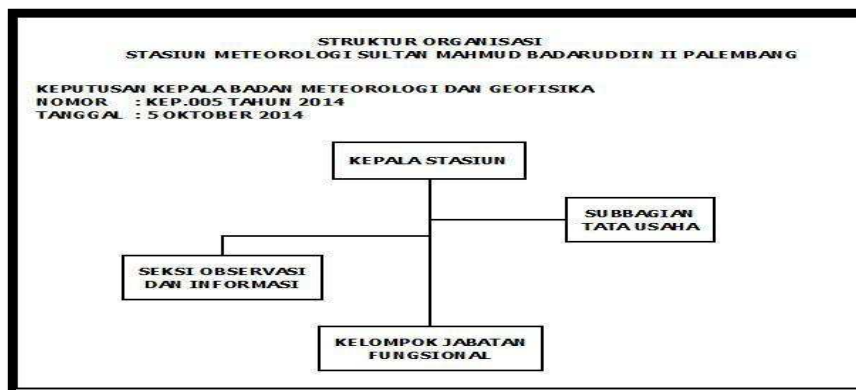 STRUKTUR ORGANISASI
STASIUN METEOROLOGI SULTAN MAHMUD BADARUDDIN II PALEMBANG
KEPUTUSAN KEPALA BADAN METEOROLOGI DAN GEOFISIKA
NOMOR : KEP.005 TAHUN 2014
TANGGAL : 5 OKTOBER 2014
KEPALA STASIUN
SUBBAGIAN
TATA USAHA
SEKSI OBSERVASI
DAN INFORMASI
KELOMPOK JABATAN
FUNGSIONAL